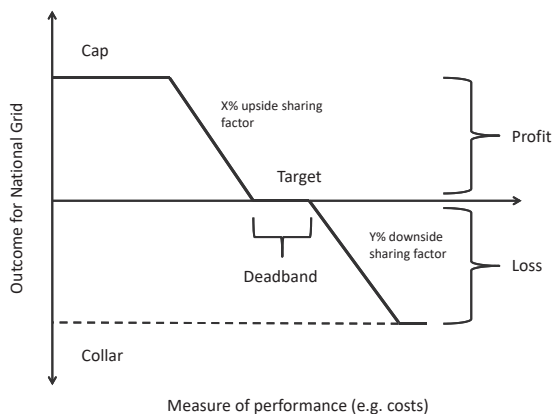 Cap
X% upside sharing
factor
Profit
Target
Outcome for National Grid
Y% downside
sharing factor
Deadband
Loss
Collar
Measure of performance (e.g. costs)